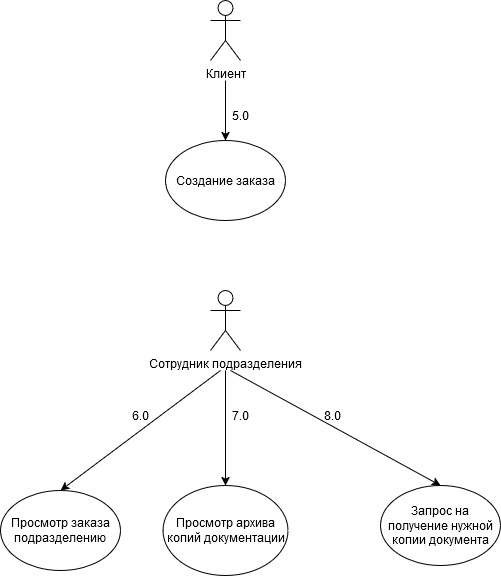 Клиент
5.0
Создание заказа
Сотрудник подразделения
6.0
7.0
8.0
Просмотр заказа
подразделению
Просмотр архива
копий документации
Запрос на
получение нужной
копии документа